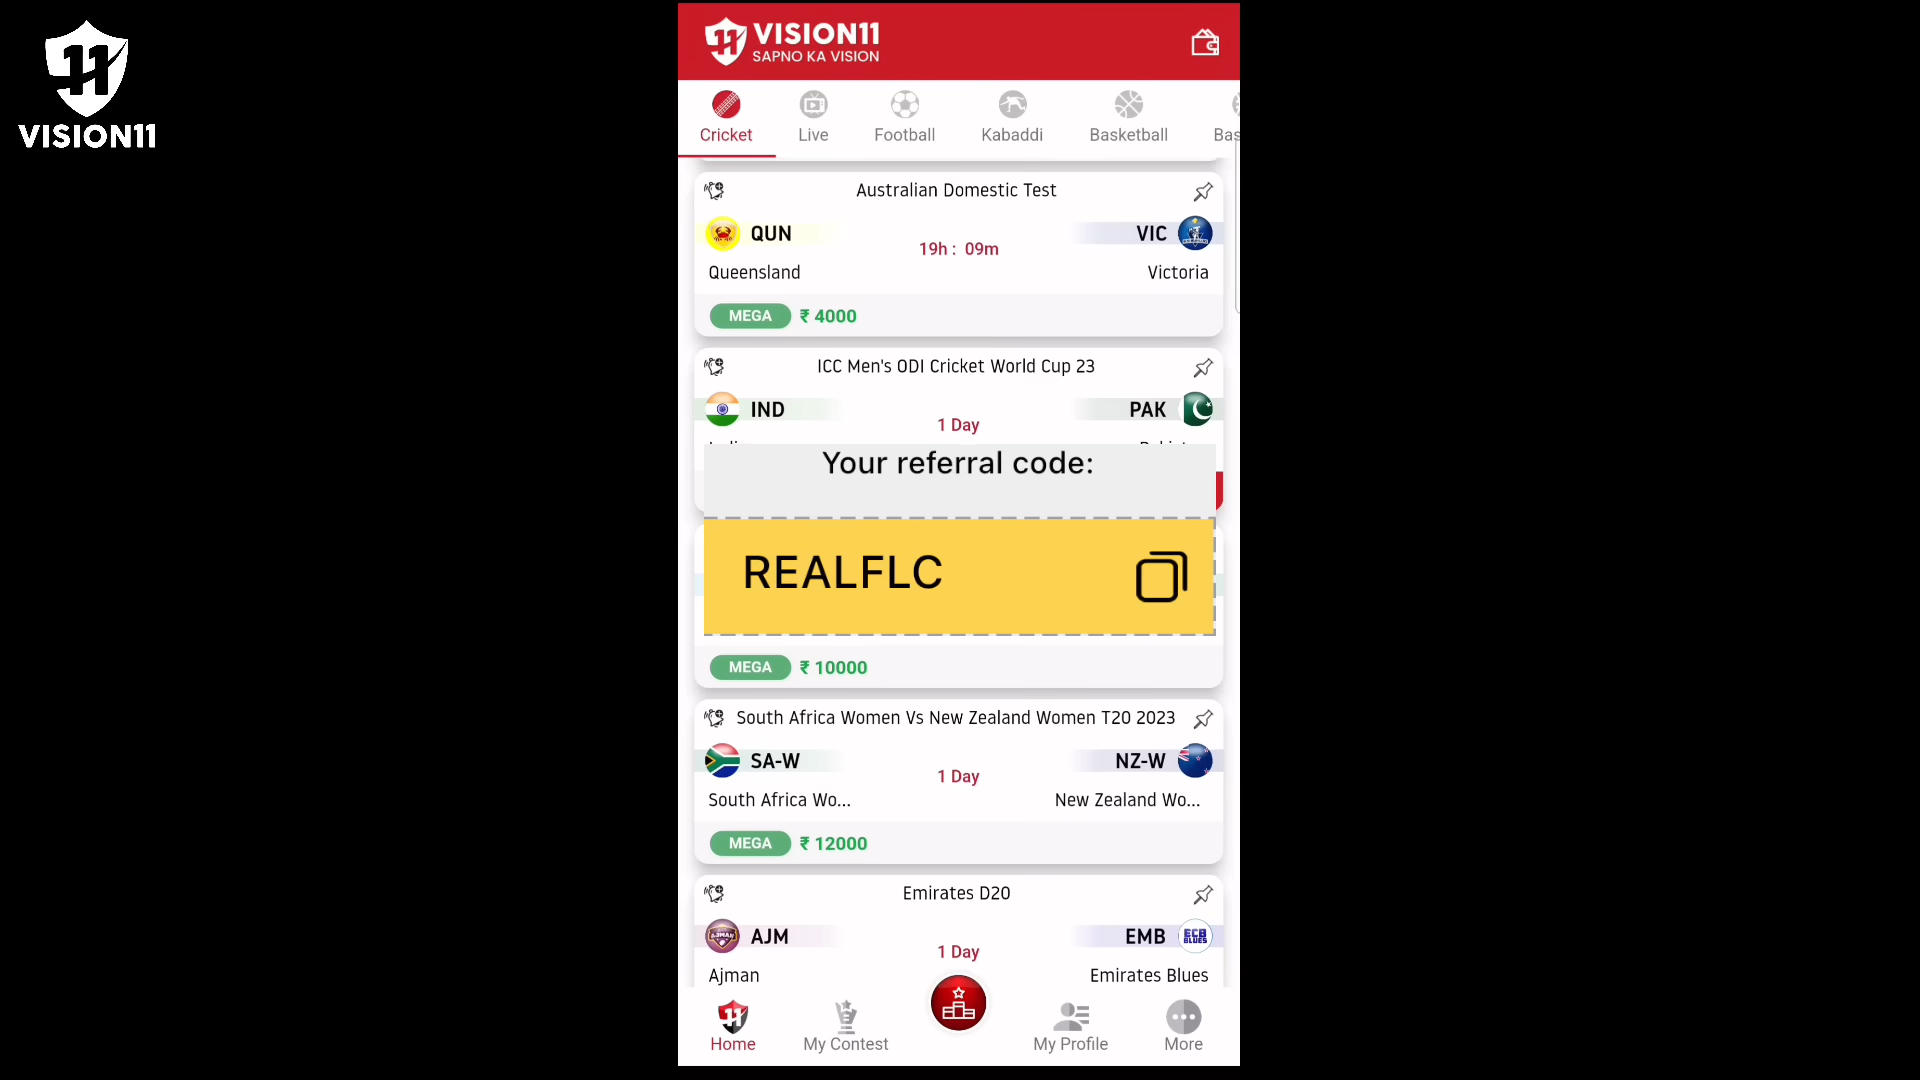 VISION11
VISION11
SAPNO KA VISION
Cricket
Live
Football
Kabaddi
Basketball
Bas
Australian Domestic Test
QUN
VIC
19h : 09m
Queensland
Victoria
MEGA ₹ 4000
ICC Men's ODI Cricket World Cup 23
IND
PAK
1 Day
Your referral code:
REALFLC
MEGA ₹ 10000
South Africa Women Vs New Zealand Women T20 2023
SA-W
NZ-W
1 Day
South Africa Wo...
New Zealand Wo...
MEGA ₹ 12000
Emirates D20
AJM
EMB
ECB BLUES
1 Day
Ajman
Emirates Blues
Home
My Contest
My Profile
More